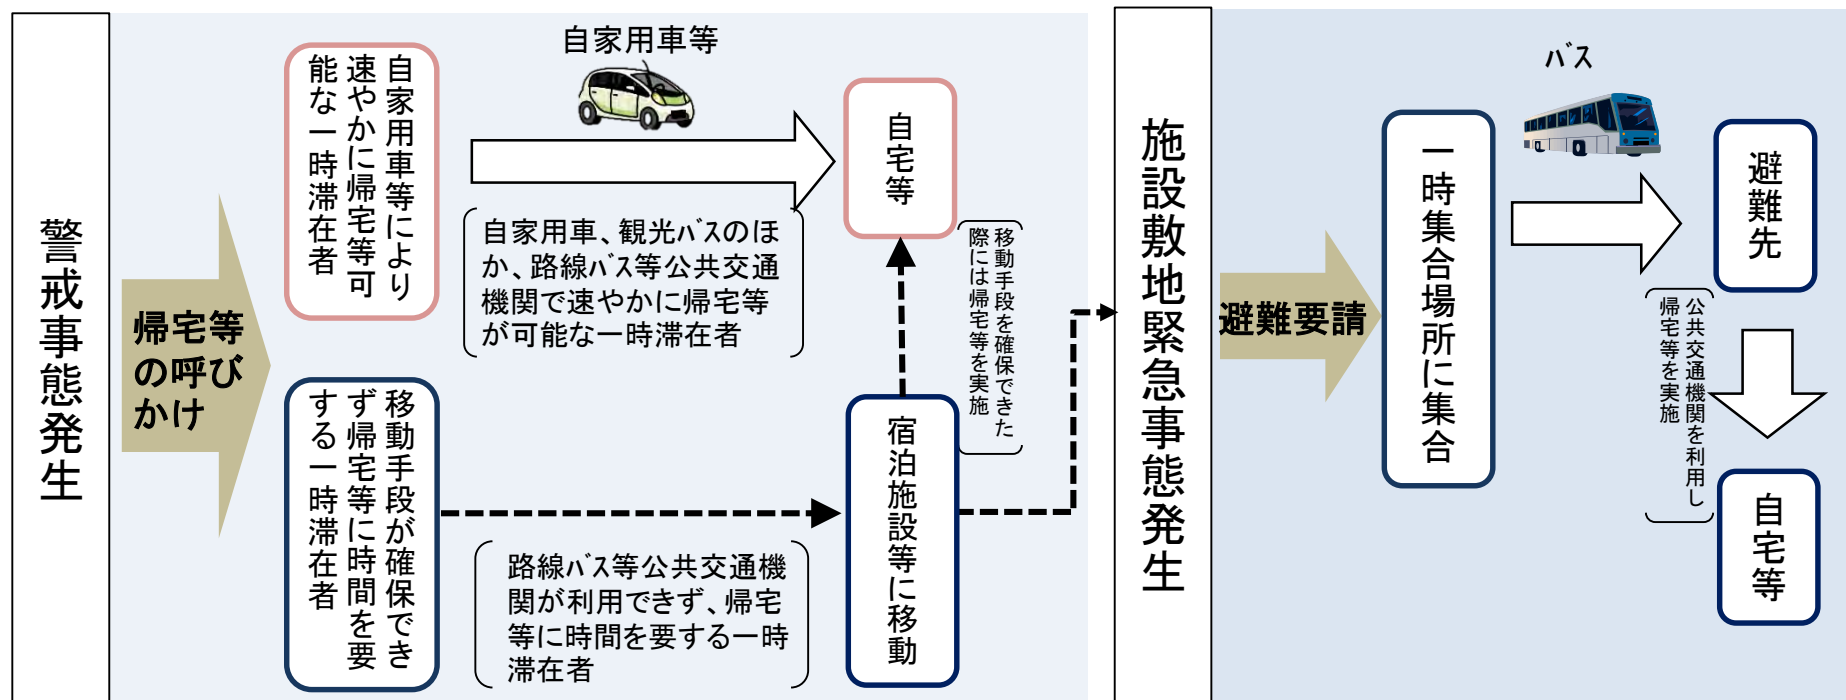 警戒事態発生
帰宅等
の呼び
かけ
自家用車等により
速やかに帰宅等可
能な一時滞在者
自家用車等
自家用車、観光バスのほ
か、路線バス等公共交通
機関で速やかに帰宅等
が可能な一時滞在者
自宅等
移動手段を確保できた
際には帰宅等を実施
移動手段が確保でき
ず帰宅等に時間を要
する一時滞在者
路線バス等公共交通機
関が利用できず、帰宅
等に時間を要する一時
滞在者
宿泊施設等に移動
施設敷地緊急事態発生
避難要請
一時集合場所に集合
バス
避難先
公共交通機関を利用し
帰宅等を実施
自宅等